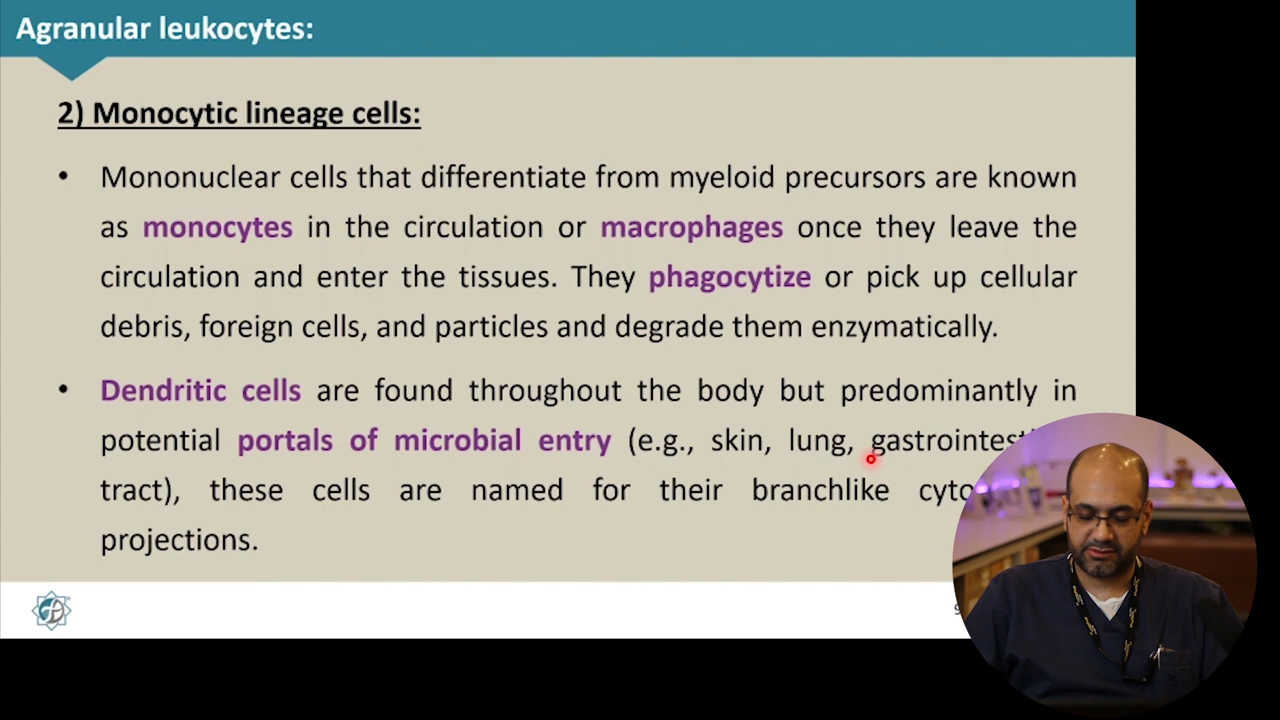 Agranular leukocytes:
2) Monocytic lineage cells:
• Mononuclear cells that differentiate from myeloid precursors are known
as monocytes in the circulation or macrophages once they leave the
circulation and enter the tissues. They phagocytize or pick up cellular
debris, foreign cells, and particles and degrade them enzymatically.
• Dendritic cells are found throughout the body but predominantly in
potential portals of microbial entry (e.g., skin, lung,
tract), these cells are named for their branchlike
projections.